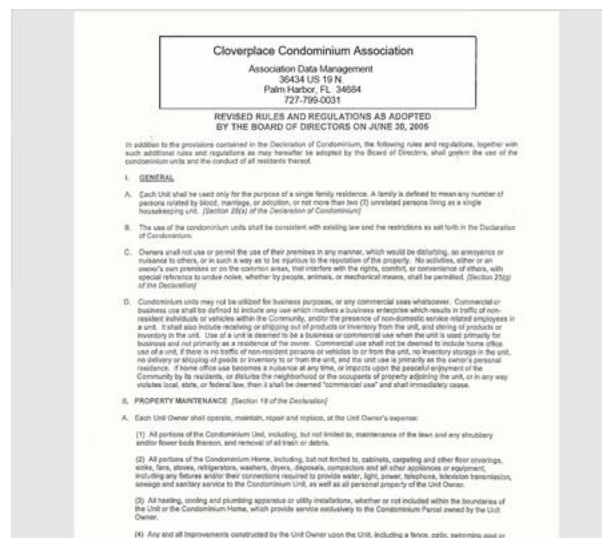 Cloverplace Condominium Association
Association Data Management
36434 US 19 N.
Palm Harbor, FL 34684
727-799-0031
REVISED RULES AND REGULATIONS AS ADOPTED
BY THE BOARD OF DIRECTORS ON JUNE 30, 2005
In addition to the provisions contained in the Declaration of Condominium, the following rules and regulations, together with
such additional rules and regulations as may hereafter be adopted by the Board of Directors, shall govern the use of the
condominium units and the conduct of all residents thereof.
I. GENERAL
A. Each Unit shall be used only for the purpose of a single family residence. A family is defined to mean any number of
persons related by blood, marriage, or adoption, or not more than two (2) unrelated persons living as a single
housekeeping unit. [Section 25(a) of the Declaration of Condominium]
B. The use of the condominium units shall be consistent with existing law and the restrictions as set forth in the Declaration
of Condominium.
C. Owners shall not use or permit the use of their premises in any manner, which would be disturbing, an annoyance or
nuisance to others, or in such a way as to be injurious to the reputation of the property. No activities, either on an
owner's own premises or on the common areas, that interfere with the rights, comfort, or convenience of others, with
special reference to undue noise, whether by people, animals, or mechanical means, shall be permitted. [Section 25(g)
of the Declaration]
D. Condominium units may not be utilized for business purposes, or any commercial uses whatsoever. Commercial or
business use shall be defined to include any use which involves a business enterprise which results in traffic of non-
resident individuals or vehicles within the Community, and/or the presence of non-domestic service related employees in
a unit. It shall also include receiving or shipping out of products or inventory from the unit, and storing of products or
inventory in the unit. Use of a unit is deemed to be a business or commercial use when the unit is used primarily for
business and not primarily as a residence of the owner. Commercial use shall not be deemed to include home office
use of a unit, if there is no traffic of non-resident persons or vehicles to or from the unit, no inventory storage in the unit,
no delivery or shipping of goods or inventory to or from the unit, and the unit use is primarily as the owner's personal
residence. If home office use becomes a nuisance at any time, or impacts upon the peaceful enjoyment of the
Community by its residents, or disturbs the neighborhood or the occupants of property adjoining the unit, or in any way
violates local, state, or federal law, then it shall be deemed "commercial use" and shall immediately cease.
II. PROPERTY MAINTENANCE [Section 18 of the Declaration]
A. Each Unit Owner shall operate, maintain, repair and replace, at the Unit Owner's expense:
(1) All portions of the Condominium Unit, including, but not limited to, maintenance of the lawn and any shrubbery
and/or flower beds thereon, and removal of all trash or debris.
(2) All portions of the Condominium Home, including, but not limited to, cabinets, carpeting and other floor coverings,
sinks, fans, stoves, refrigerators, washers, dryers, disposals, compactors and all other appliances or equipment,
including any fixtures and/or their connections required to provide water, light, power, telephone, television transmission,
sewage and sanitary service to the Condominium Unit, as well as all personal property of the Unit Owner.
(3) All heating, cooling and plumbing apparatus or utility installations, whether or not included within the boundaries of
the Unit or the Condominium Home, which provide service exclusively to the Condominium Parcel owned by the Unit
Owner.
(4) Any and all Improvements constructed by the Unit Owner upon the Unit, including a fence, patio, swimming pool or